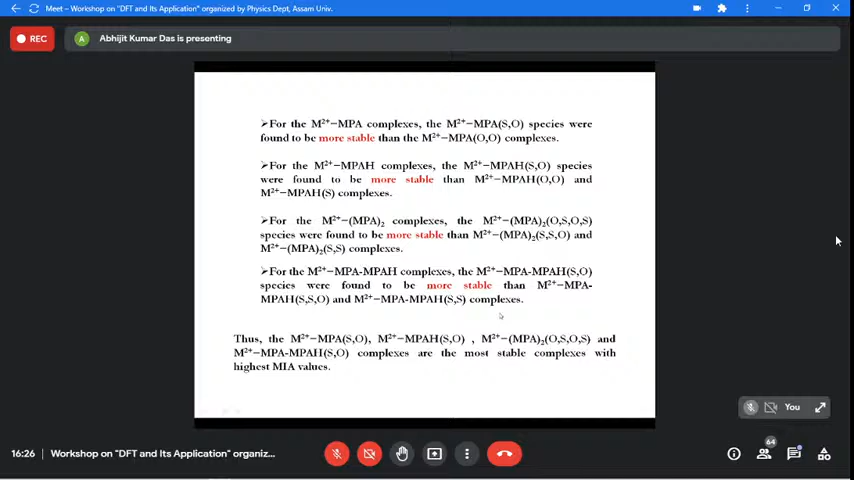 Meet – Workshop on "DFT and Its Application" organized by Physics Dept, Assam Univ.
REC
A
Abhijit Kumar Das is presenting
➢For the M²⁺–MPA complexes, the M²⁺–MPA(S,O) species were
found to be more stable than the M²⁺–MPA(O,O) complexes.
➢For the M²⁺–MPAH complexes, the M²⁺–MPAH(S,O) species
were found to be more stable than M²⁺–MPAH(O,O) and
M²⁺–MPAH(S) complexes.
➢For the M²⁺–(MPA)₂ complexes, the M²⁺–(MPA)₂(O,S,O,S)
species were found to be more stable than M²⁺–(MPA)₂(S,S,O) and
M²⁺–(MPA)₂(S,S) complexes.
➢For the M²⁺–MPA-MPAH complexes, the M²⁺–MPA-MPAH(S,O)
species were found to be more stable than M²⁺–MPA-
MPAH(S,S,O) and M²⁺–MPA-MPAH(S,S) complexes.
Thus, the M²⁺–MPA(S,O), M²⁺–MPAH(S,O) , M²⁺–(MPA)₂(O,S,O,S) and
M²⁺–MPA-MPAH(S,O) complexes are the most stable complexes with
highest MIA values.
You
16:26
Workshop on "DFT and Its Application" organiz...
64